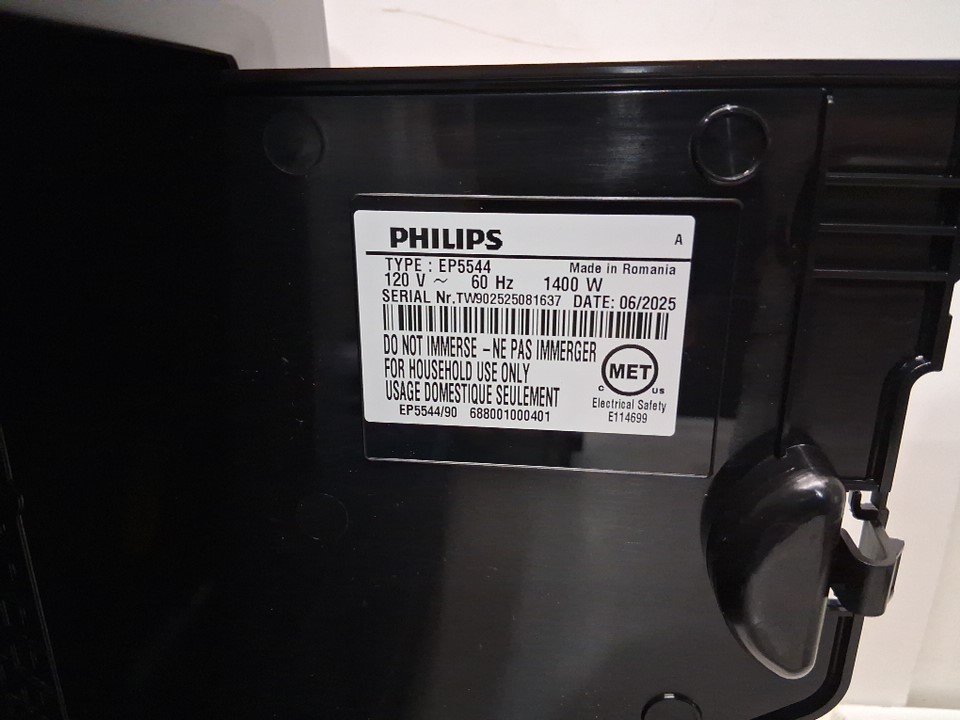 PHILIPS
A
TYPE : EP5544
Made in Romania
120 V ~ 60 Hz 1400 W
SERIAL Nr.TW902525081637 DATE: 06/2025
DO NOT IMMERSE – NE PAS IMMERGER
FOR HOUSEHOLD USE ONLY
USAGE DOMESTIQUE SEULEMENT
EP5544/90 688001000401
MET
C US
Electrical Safety
E114699